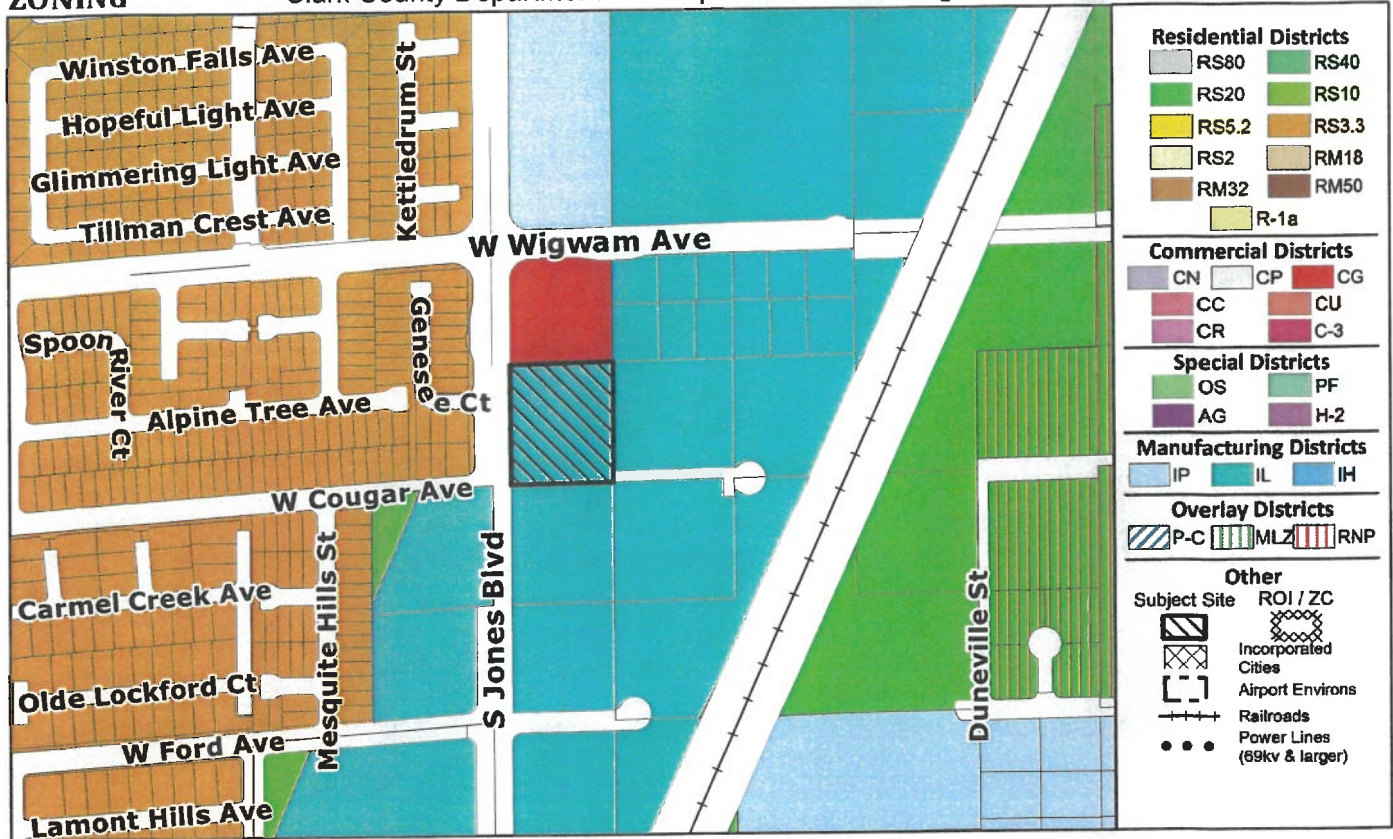 ZONING
Clark County Department
Winston Falls Ave
Hopeful Light Ave
Glimmering Light Ave
Tillman Crest Ave
Kettledrum St
W Wigwam Ave
Spoon River Ct
Alpine Tree Ave
Genesee Ct
W Cougar Ave
Carmel Creek Ave
Mesquite Hills St
S Jones Blvd
Olde Lockford Ct
W Ford Ave
Lamont Hills Ave
Duneville St
Residential Districts
RS80 RS40
RS20 RS10
RS5.2 RS3.3
RS2 RM18
RM32 RM50
R-1a
Commercial Districts
CN CP CG
CC CU
CR C-3
Special Districts
OS PF
AG H-2
Manufacturing Districts
IP IL IH
Overlay Districts
P-C MLZ RNP
Other
Subject Site ROI / ZC
Incorporated
Cities
Airport Environs
Railroads
Power Lines
(69kv & larger)